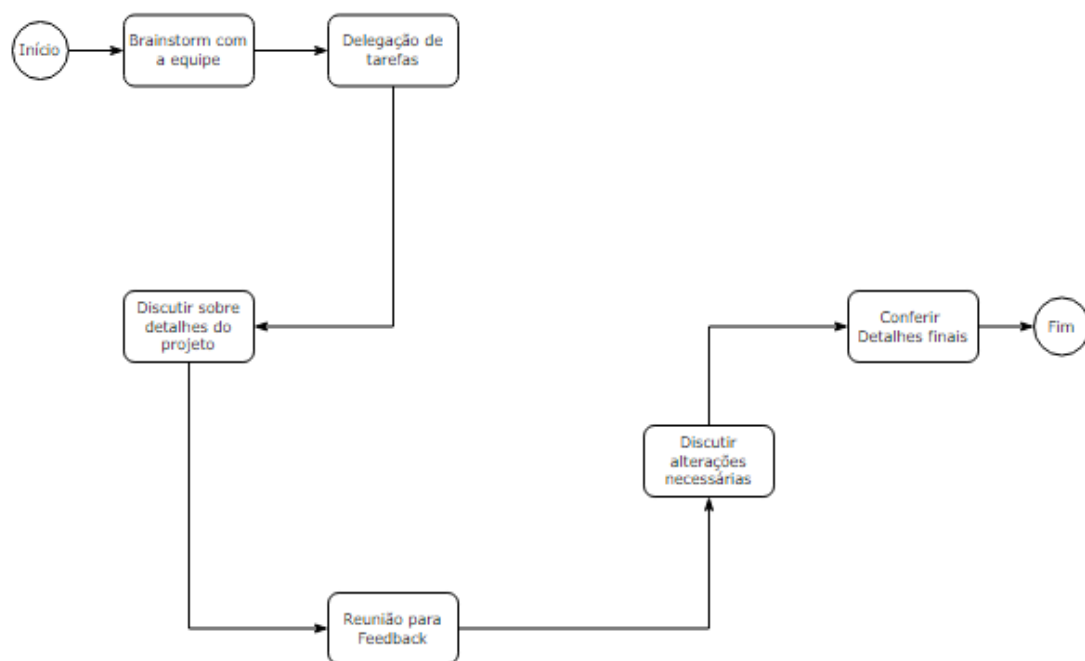 Início
Brainstorm com
a equipe
Delegação de
tarefas
Discutir sobre
detalhes do
projeto
Reunião para
Feedback
Discutir
alterações
necessárias
Conferir
Detalhes finais
Fim